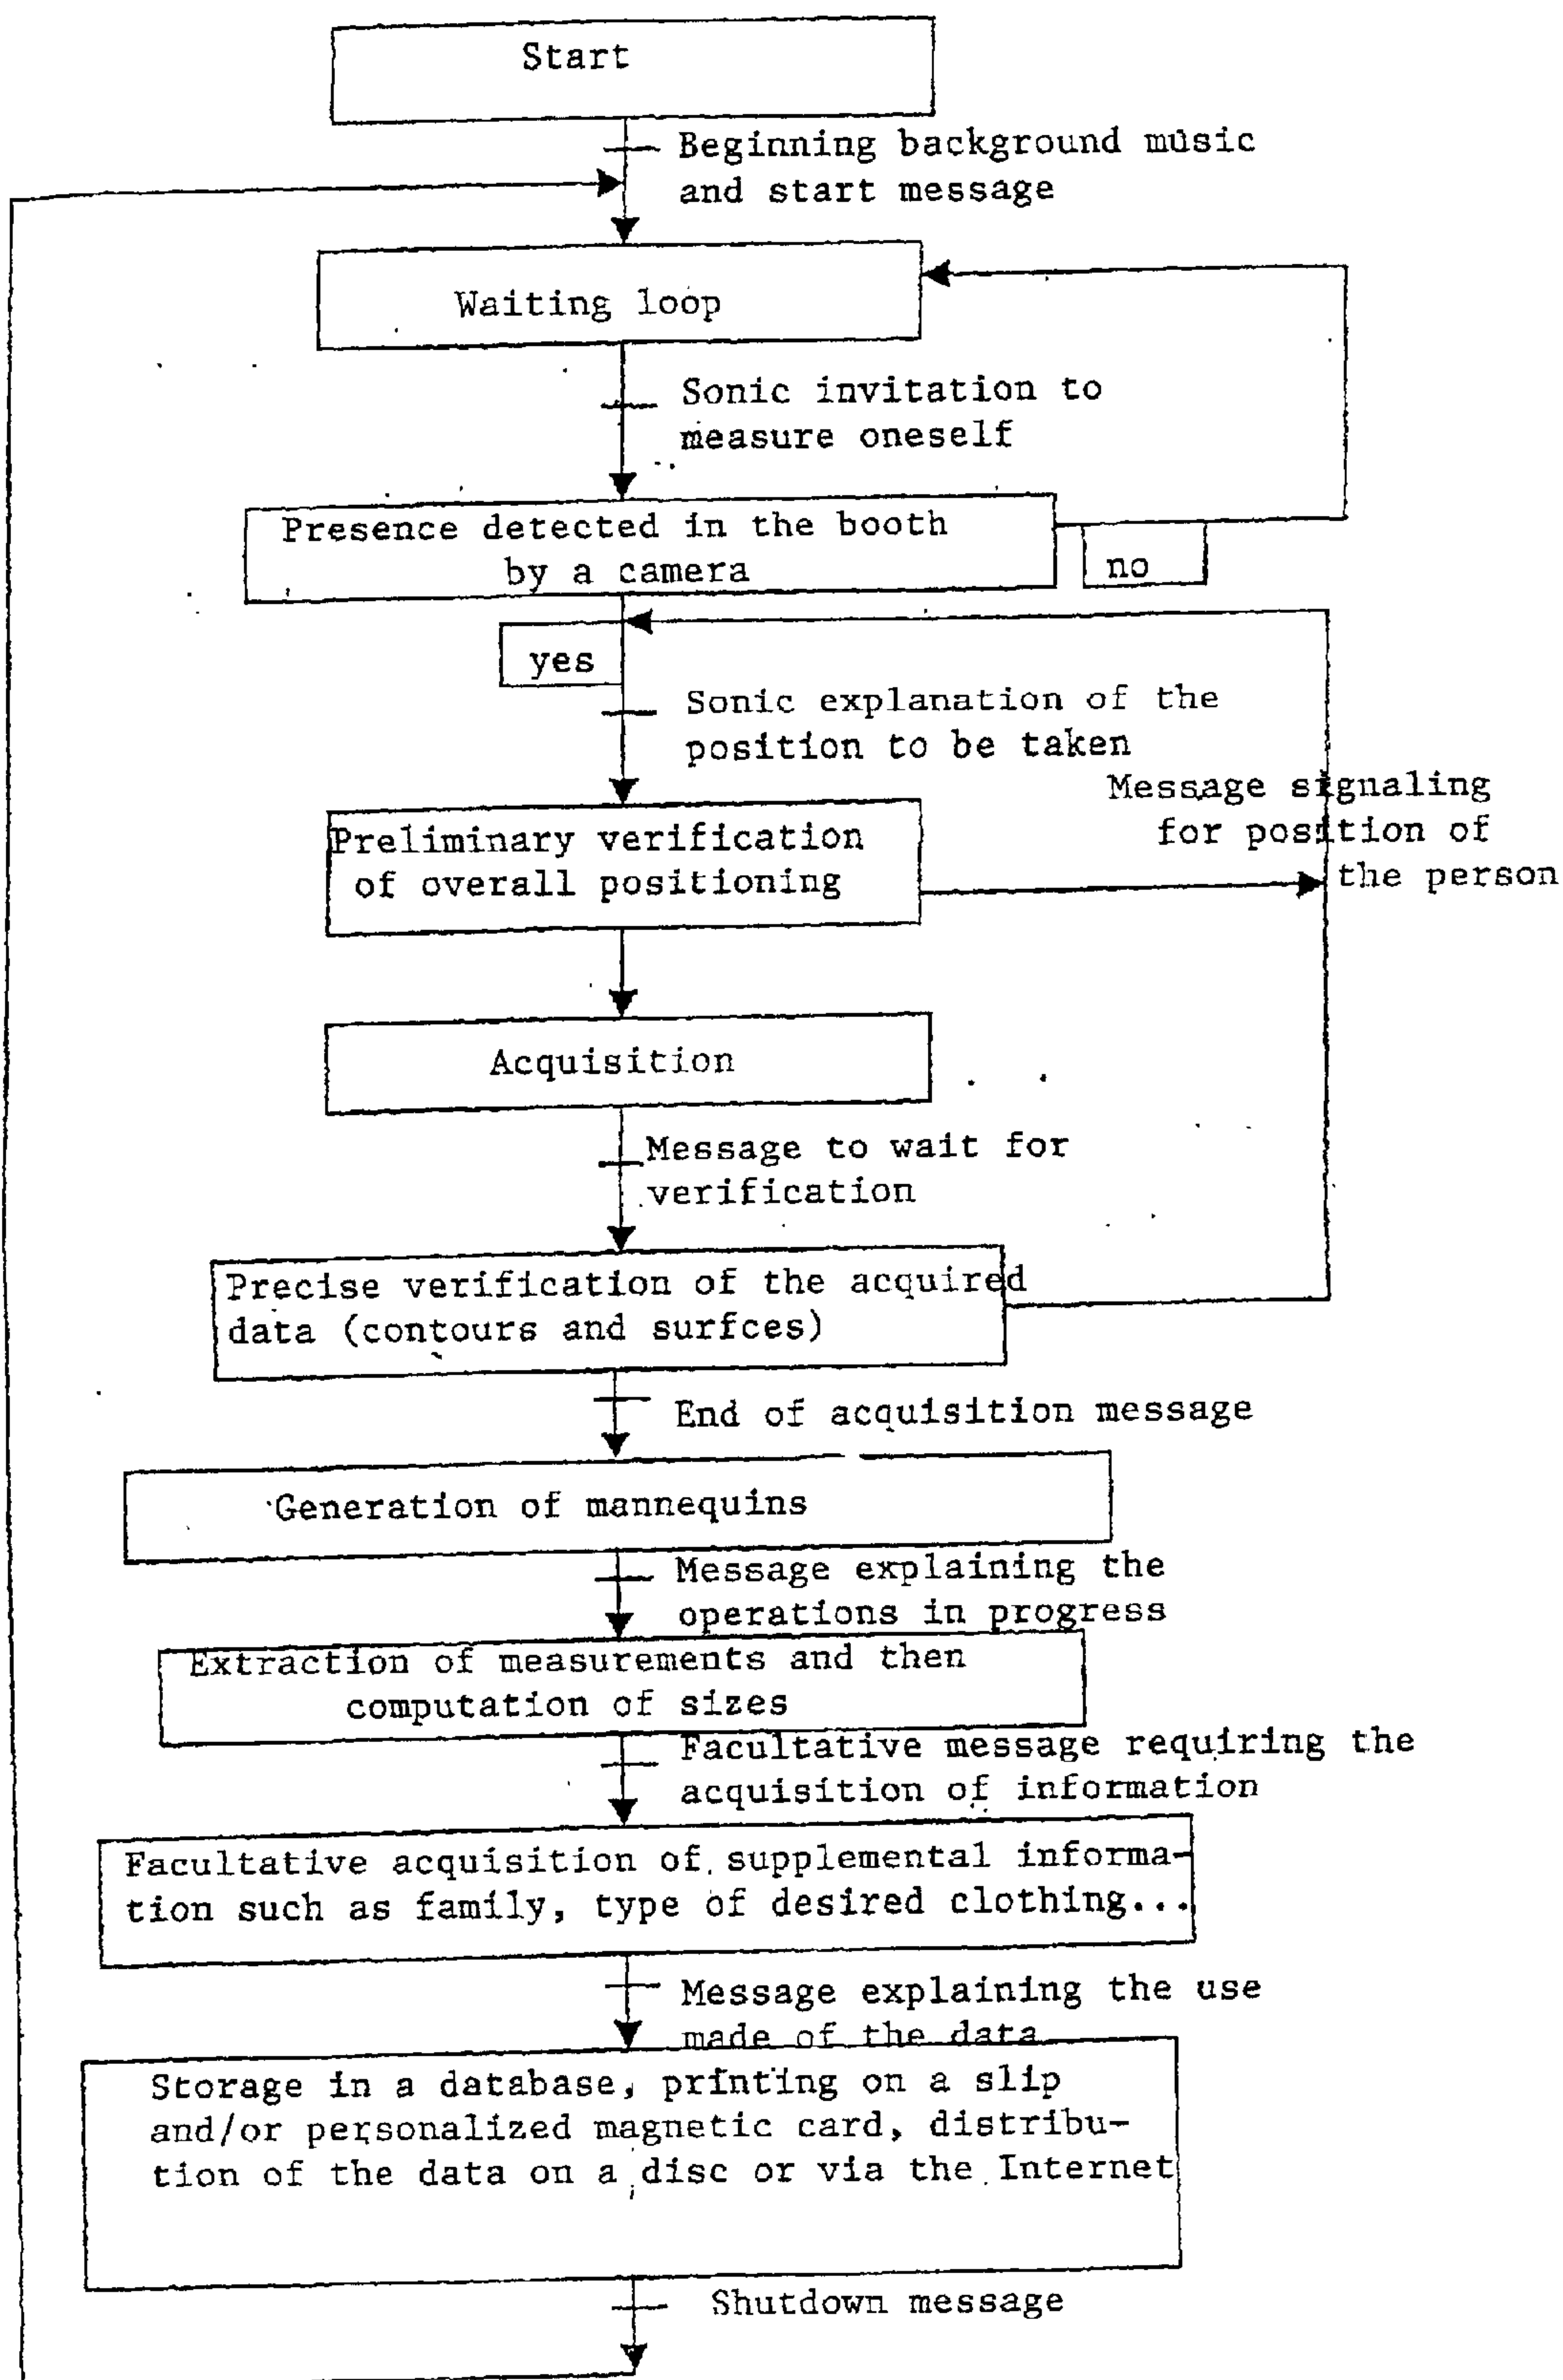 Start
Beginning background music
and start message
Waiting loop
Sonic invitation to
measure oneself
Presence detected in the booth
by a camera
no
yes
Sonic explanation of the
position to be taken
Message signaling
for position of
the person
Preliminary verification
of overall positioning
Acquisition
Message to wait for
verification
Precise verification of the acquired
data (contours and surfces)
End of acquisition message
Generation of mannequins
Message explaining the
operations in progress
Extraction of measurements and then
computation of sizes
Facultative message requiring the
acquisition of information
Facultative acquisition of supplemental informa-
tion such as family, type of desired clothing...
Message explaining the use
made of the data
Storage in a database, printing on a slip
and/or personalized magnetic card, distribu-
tion of the data on a disc or via the Internet
Shutdown message